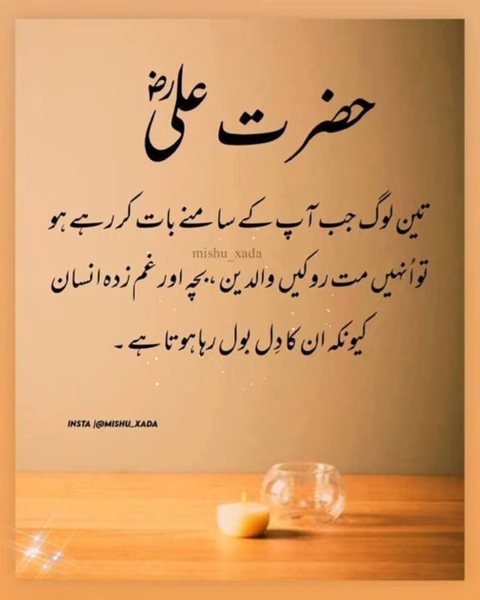 حضرت علیؓ
تین لوگ جب آپ کے سامنے بات کر رہے ہو
mishu_xada
تو اُنہیں مت روکیں والدین، بچہ اور غم زدہ انسان
کیونکہ ان کا دِل بول رہا ہوتا ہے ۔
INSTA |@MISHU_XADA